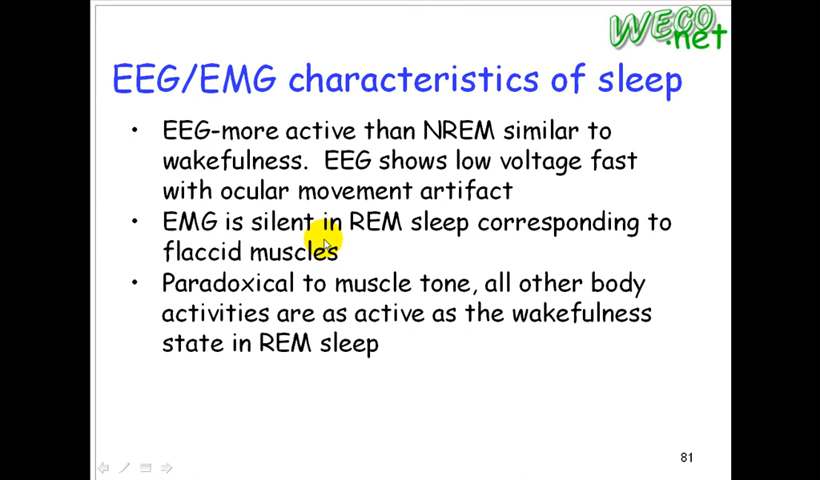 WECO
.net
EEG/EMG characteristics of sleep
• EEG-more active than NREM similar to
wakefulness. EEG shows low voltage fast
with ocular movement artifact
• EMG is silent in REM sleep corresponding to
flaccid muscles
• Paradoxical to muscle tone, all other body
activities are as active as the wakefulness
state in REM sleep
81